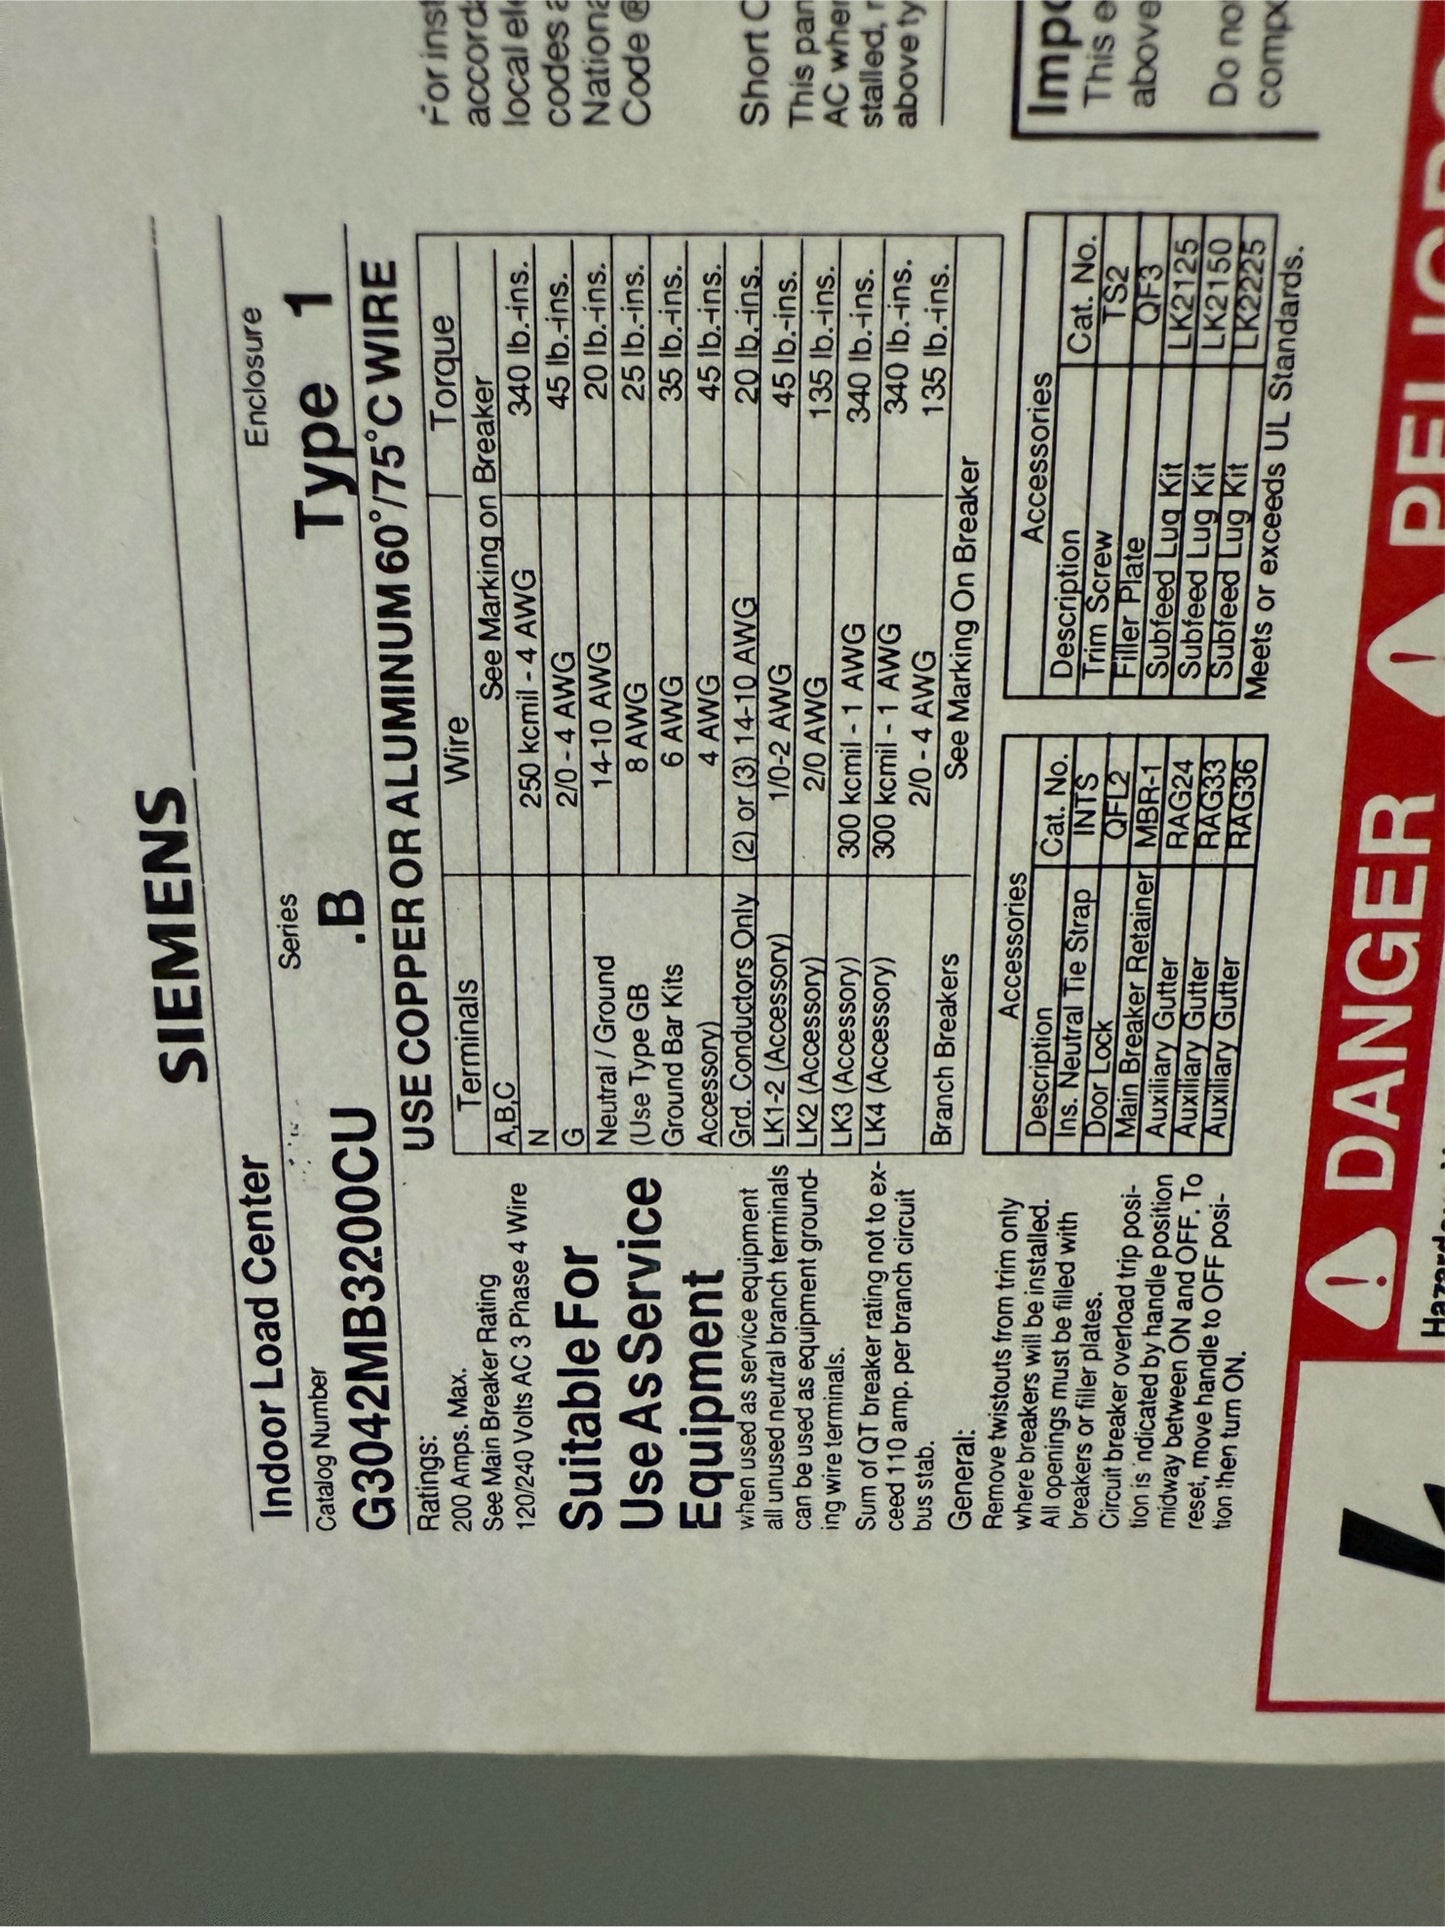 SIEMENS
Indoor Load Center
Catalog Number
G3042MB3200CU
Series
.B
Enclosure
Type 1
USE COPPER OR ALUMINUM 60°/75°C WIRE
Ratings:
200 Amps. Max.
See Main Breaker Rating
120/240 Volts AC 3 Phase 4 Wire
Suitable For
Use As Service
Equipment
when used as service equipment
all unused neutral branch terminals
can be used as equipment ground-
ing wire terminals.
Sum of QT breaker rating not to ex-
ceed 110 amp. per branch circuit
bus stab.
General:
Remove twistouts from trim only
where breakers will be installed.
All openings must be filled with
breakers or filler plates.
Circuit breaker overload trip posi-
tion is indicated by handle position
midway between ON and OFF. To
reset, move handle to OFF posi-
tion then turn ON.
Terminals Wire Torque
A,B,C See Marking on Breaker
N 250 kcmil - 4 AWG 340 lb.-ins.
G 2/0 - 4 AWG 45 lb.-ins.
Neutral / Ground 14-10 AWG 20 lb.-ins.
(Use Type GB 8 AWG 25 lb.-ins.
Ground Bar Kits 6 AWG 35 lb.-ins.
Accessory) 4 AWG 45 lb.-ins.
Grd. Conductors Only (2) or (3) 14-10 AWG 20 lb.-ins.
LK1-2 (Accessory) 1/0-2 AWG 45 lb.-ins.
LK2 (Accessory) 2/0 AWG 135 lb.-ins.
LK3 (Accessory) 300 kcmil - 1 AWG 340 lb.-ins.
LK4 (Accessory) 300 kcmil - 1 AWG 340 lb.-ins.
2/0 - 4 AWG 135 lb.-ins.
Branch Breakers See Marking On Breaker
Accessories
Description Cat. No.
Ins. Neutral Tie Strap INTS
Door Lock QFL2
Main Breaker Retainer MBR-1
Auxiliary Gutter RAG24
Auxiliary Gutter RAG33
Auxiliary Gutter RAG36
Accessories
Description Cat. No.
Trim Screw TS2
Filler Plate QF3
Subfeed Lug Kit LK2125
Subfeed Lug Kit LK2150
Subfeed Lug Kit LK2225
Meets or exceeds UL Standards.
For inst
accord
local el
codes a
Nationa
Code ®
Short C
This pan
AC wher
stalled, r
above ty
Impo
This e
above
Do no
compo
DANGER
PELIGRO